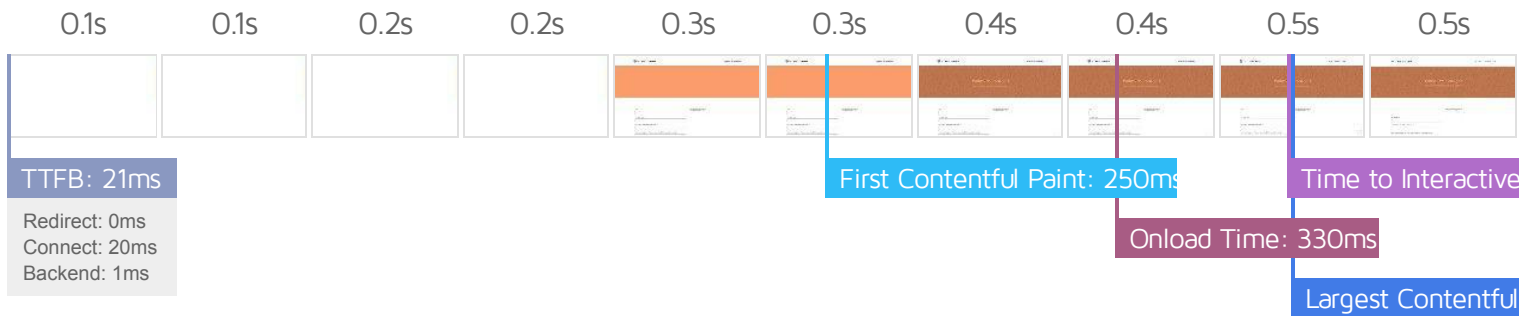 0.1s 0.1s 0.2s 0.2s 0.3s 0.3s 0.4s 0.4s 0.5s 0.5s
TTFB: 21ms
First Contentful Paint: 250ms
Time to Interactive
Redirect: 0ms
Connect: 20ms
Backend: 1ms
Onload Time: 330ms
Largest Contentful